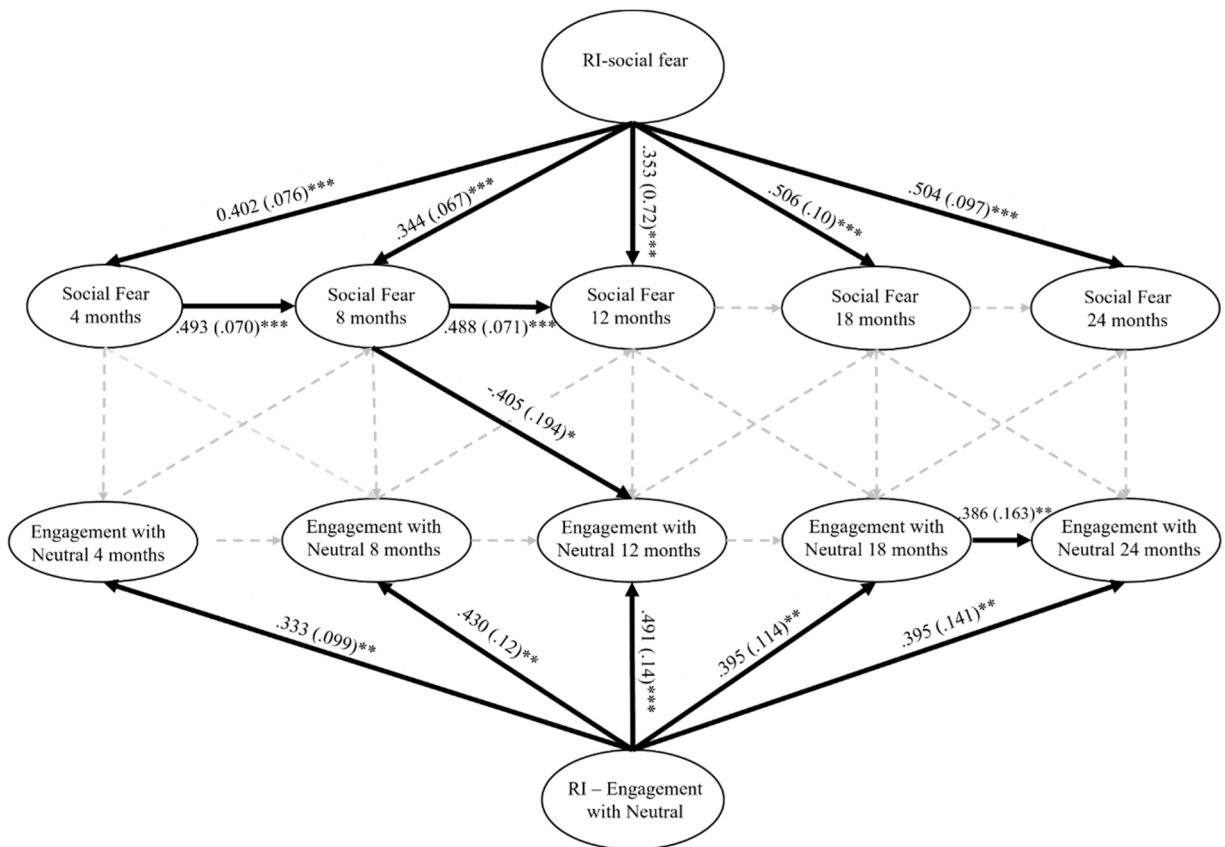 RI-social fear
0.402 (.076)***
.344 (.067)***
.353 (0.72)***
.506 (.10)***
.504 (.097)***
Social Fear
4 months
Social Fear
8 months
Social Fear
12 months
Social Fear
18 months
Social Fear
24 months
.493 (.070)***
.488 (.071)***
-.405 (.194)*
Engagement with
Neutral 4 months
Engagement with
Neutral 8 months
Engagement with
Neutral 12 months
Engagement with
Neutral 18 months
.386 (.163)**
Engagement with
Neutral 24 months
.333 (.099)**
.430 (.12)**
.491 (.14)***
.395 (.114)**
.395 (.141)**
RI – Engagement
with Neutral